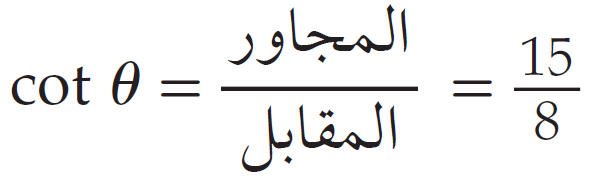 cot θ = المجاور / المقابل = 15 / 8